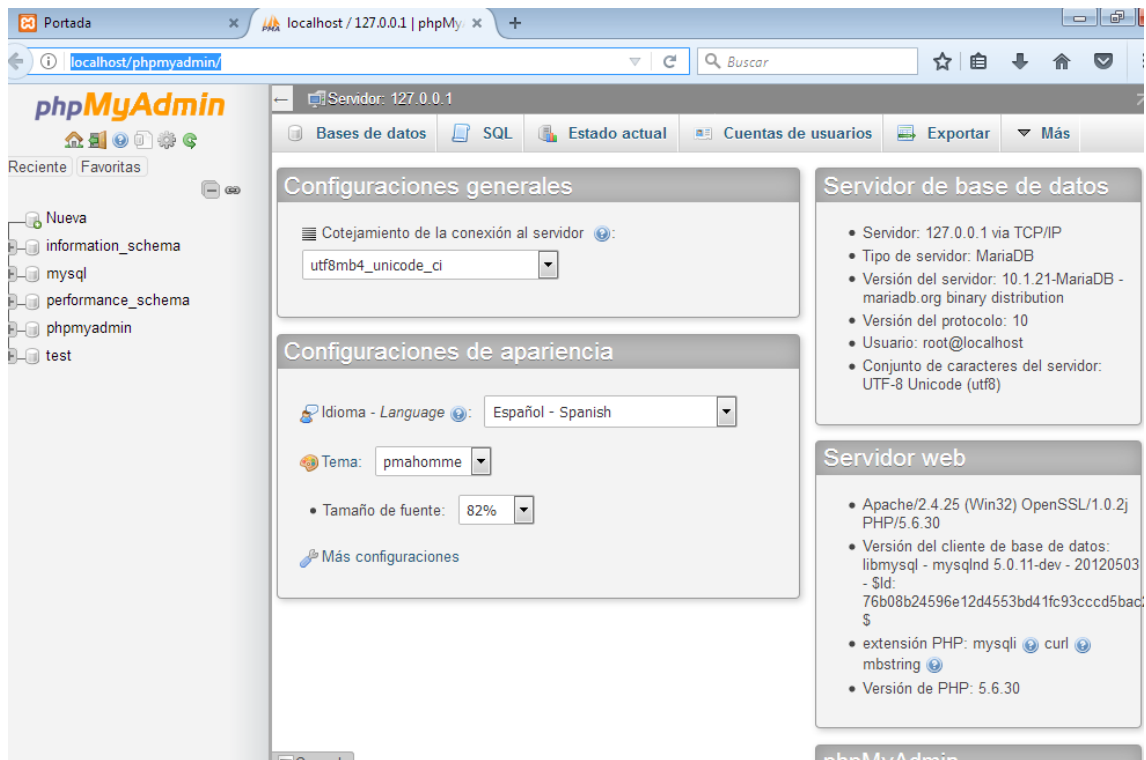 Portada
localhost / 127.0.0.1 | phpMy
localhost/phpmyadmin/
Buscar
phpMyAdmin
Reciente Favoritas
Nueva
information_schema
mysql
performance_schema
phpmyadmin
test
Servidor: 127.0.0.1
Bases de datos SQL Estado actual Cuentas de usuarios Exportar Más
Configuraciones generales
Cotejamiento de la conexión al servidor :
utf8mb4_unicode_ci
Configuraciones de apariencia
Idioma - Language : Español - Spanish
Tema: pmahomme
• Tamaño de fuente: 82%
Más configuraciones
Servidor de base de datos
• Servidor: 127.0.0.1 via TCP/IP
• Tipo de servidor: MariaDB
• Versión del servidor: 10.1.21-MariaDB -
mariadb.org binary distribution
• Versión del protocolo: 10
• Usuario: root@localhost
• Conjunto de caracteres del servidor:
UTF-8 Unicode (utf8)
Servidor web
• Apache/2.4.25 (Win32) OpenSSL/1.0.2j
PHP/5.6.30
• Versión del cliente de base de datos:
libmysql - mysqlnd 5.0.11-dev - 20120503
- $Id:
76b08b24596e12d4553bd41fc93cccd5bac
$
• extensión PHP: mysqli curl
mbstring
• Versión de PHP: 5.6.30
phpMyAdmin